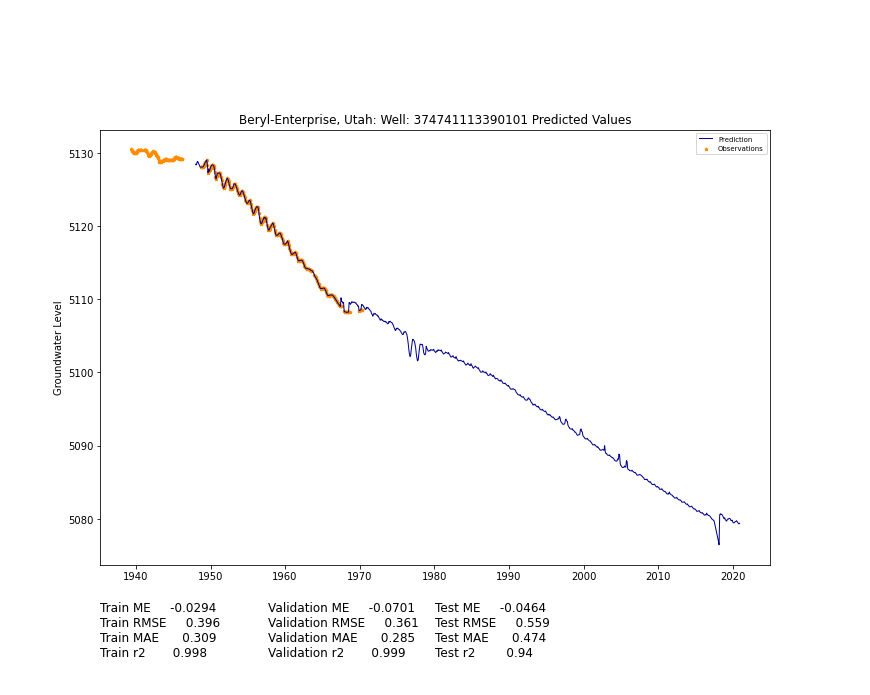 Beryl-Enterprise, Utah: Well: 374741113390101 Predicted Values
Prediction
Observations
Groundwater Level
5130
5120
5110
5100
5090
5080
1940 1950 1960 1970 1980 1990 2000 2010 2020
Train ME -0.0294 Validation ME -0.0701 Test ME -0.0464
Train RMSE 0.396 Validation RMSE 0.361 Test RMSE 0.559
Train MAE 0.309 Validation MAE 0.285 Test MAE 0.474
Train r2 0.998 Validation r2 0.999 Test r2 0.94